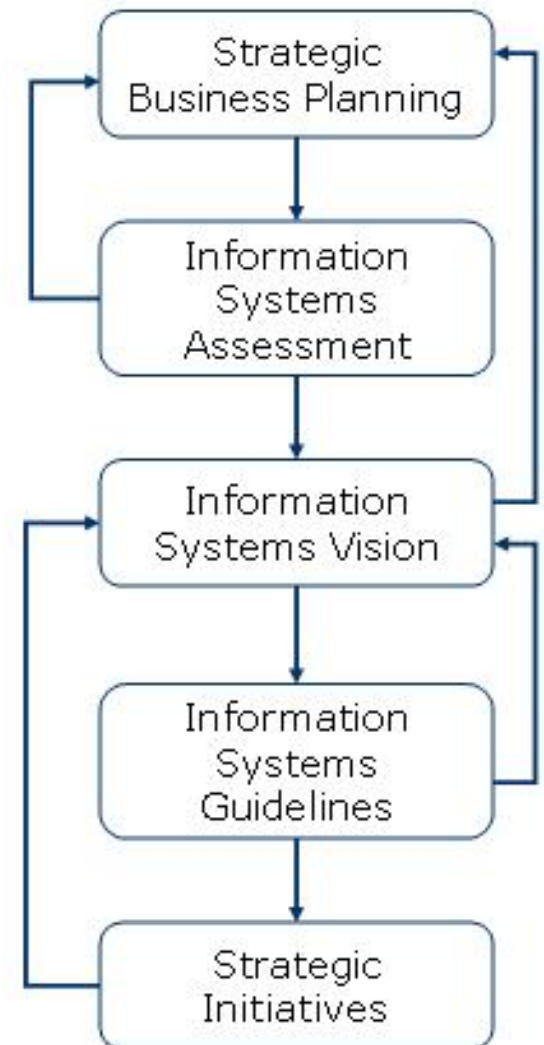 Strategic
Business Planning
Information
Systems
Assessment
Information
Systems Vision
Information
Systems
Guidelines
Strategic
Initiatives